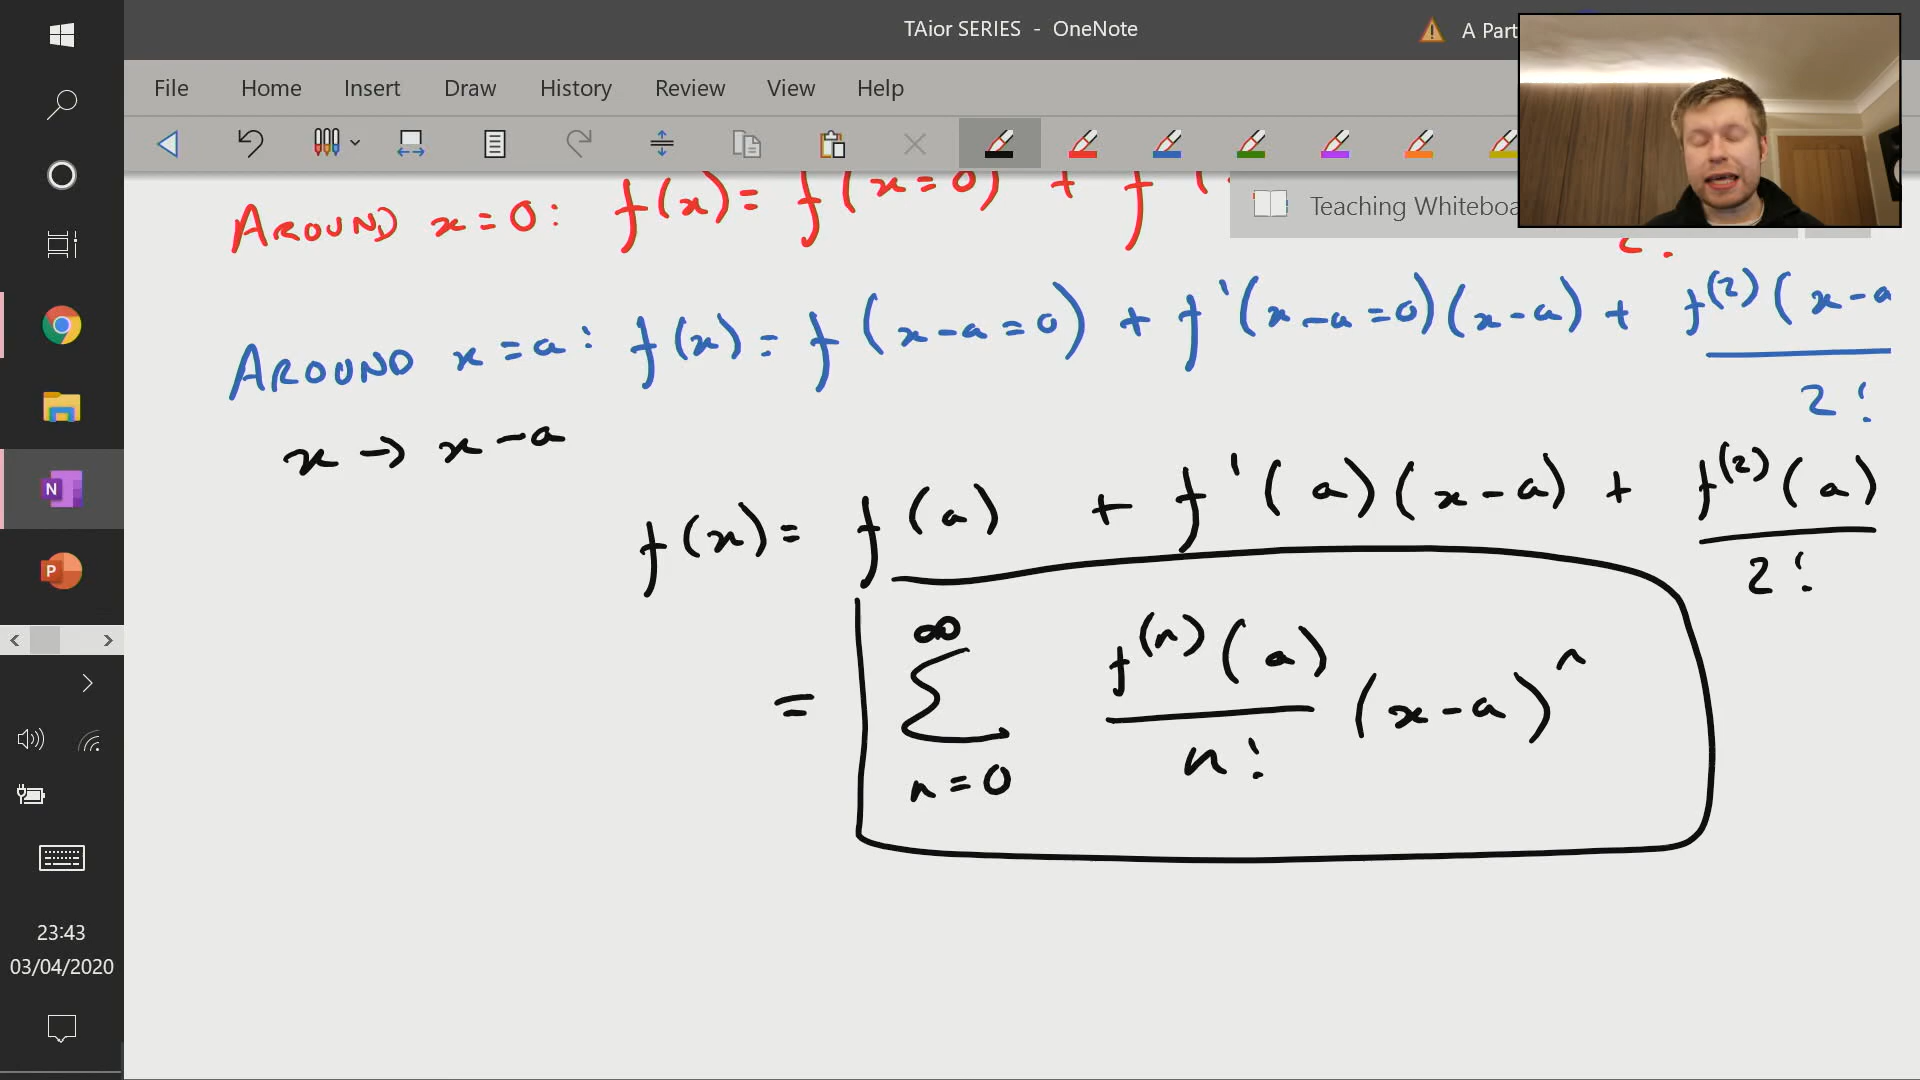 TAior SERIES - OneNote
A Part
File Home Insert Draw History Review View Help
Teaching Whiteboa
AROUND x=0: f(x)= f(x=0) + f'(
2!
AROUND x=a: f(x)= f(x-a=0) + f'(x-a=0)(x-a) + f^(2)(x-a
2!
x → x-a
f(x)= f(a) + f'(a)(x-a) + f^(2)(a)
2!
= ∞ Σ n=0 f^(n)(a) / n! (x-a)^n
N
P
23:43
03/04/2020